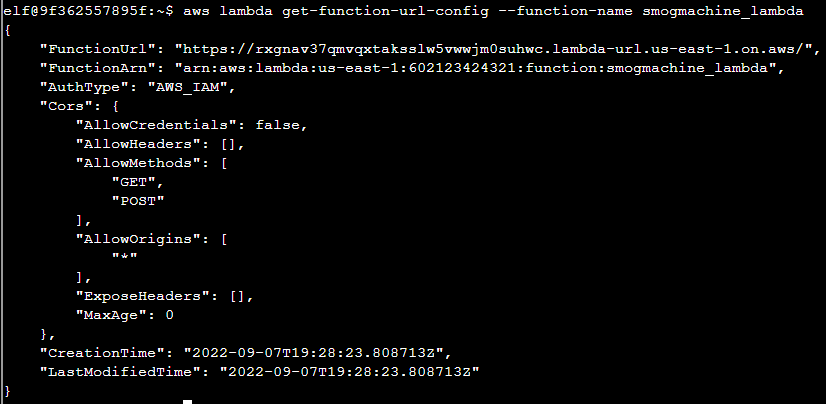 elf@9f362557895f:~$ aws lambda get-function-url-config --function-name smogmachine_lambda
{
    "FunctionUrl": "https://rxgnav37qmvqxtaksslw5vwwjm0suhwc.lambda-url.us-east-1.on.aws/",
    "FunctionArn": "arn:aws:lambda:us-east-1:602123424321:function:smogmachine_lambda",
    "AuthType": "AWS_IAM",
    "Cors": {
        "AllowCredentials": false,
        "AllowHeaders": [],
        "AllowMethods": [
            "GET",
            "POST"
        ],
        "AllowOrigins": [
            "*"
        ],
        "ExposeHeaders": [],
        "MaxAge": 0
    },
    "CreationTime": "2022-09-07T19:28:23.808713Z",
    "LastModifiedTime": "2022-09-07T19:28:23.808713Z"
}